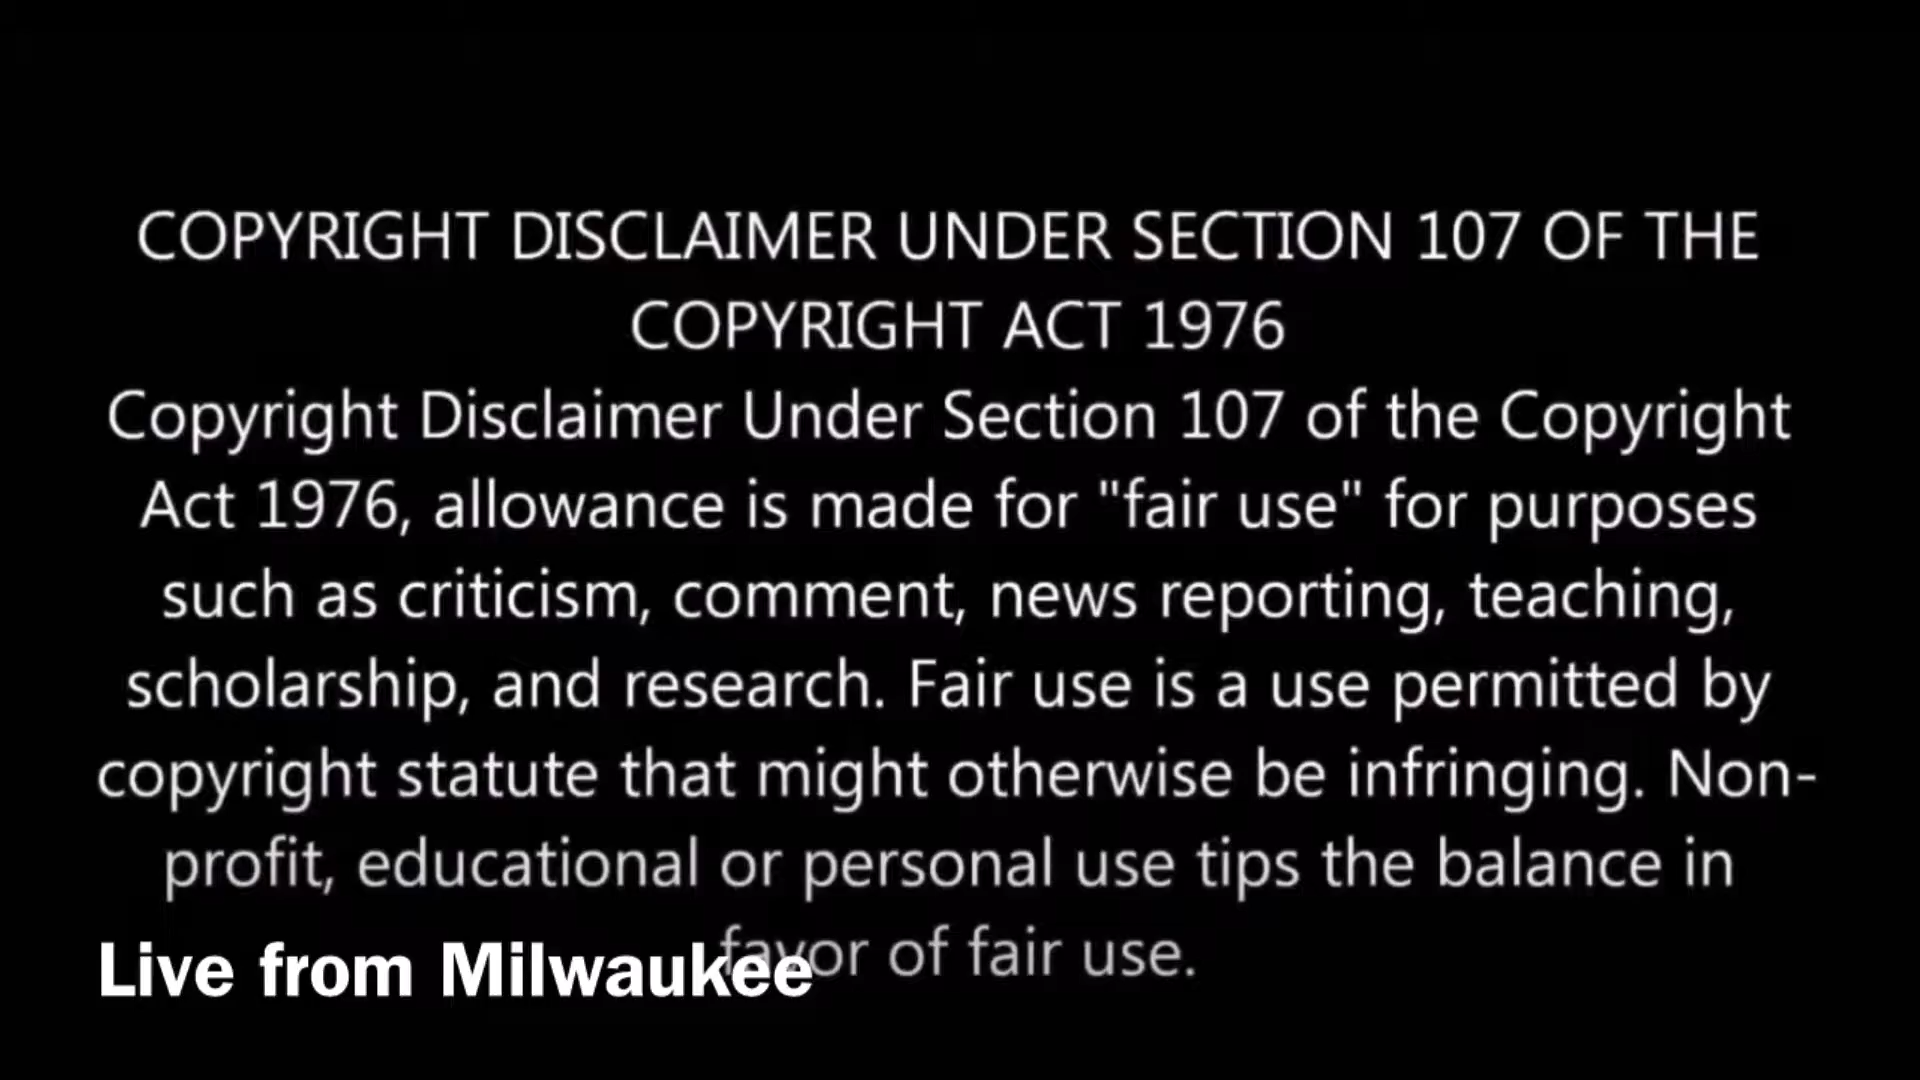 COPYRIGHT DISCLAIMER UNDER SECTION 107 OF THE
COPYRIGHT ACT 1976
Copyright Disclaimer Under Section 107 of the Copyright
Act 1976, allowance is made for "fair use" for purposes
such as criticism, comment, news reporting, teaching,
scholarship, and research. Fair use is a use permitted by
copyright statute that might otherwise be infringing. Non-
profit, educational or personal use tips the balance in
favor of fair use.
Live from Milwaukee